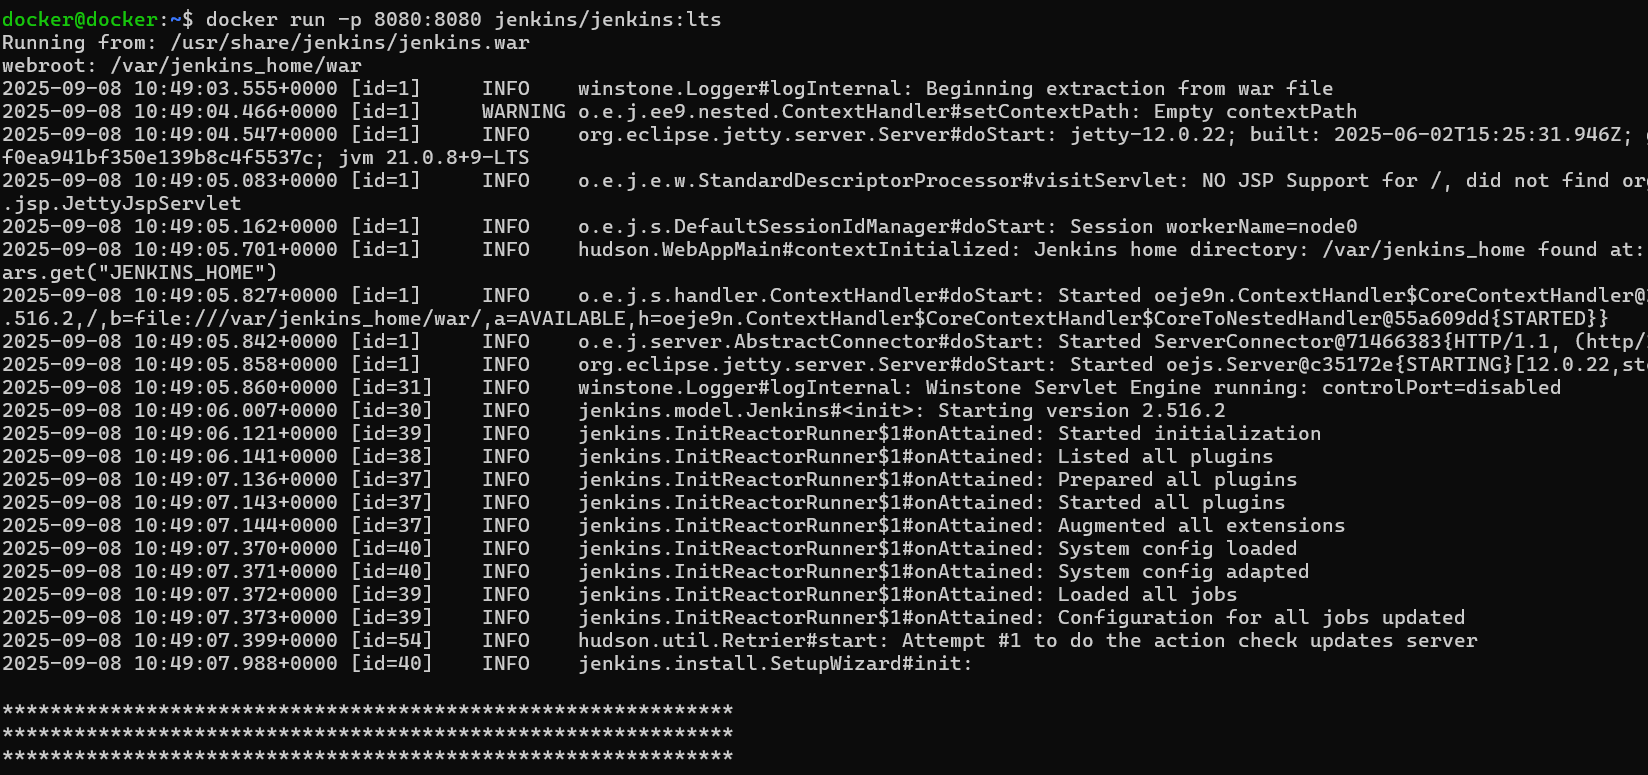 docker@docker:~$ docker run -p 8080:8080 jenkins/jenkins:lts
Running from: /usr/share/jenkins/jenkins.war
webroot: /var/jenkins_home/war
2025-09-08 10:49:03.555+0000 [id=1]     INFO    winstone.Logger#logInternal: Beginning extraction from war file
2025-09-08 10:49:04.466+0000 [id=1]     WARNING o.e.j.ee9.nested.ContextHandler#setContextPath: Empty contextPath
2025-09-08 10:49:04.547+0000 [id=1]     INFO    org.eclipse.jetty.server.Server#doStart: jetty-12.0.22; built: 2025-06-02T15:25:31.946Z;
f0ea941bf350e139b8c4f5537c; jvm 21.0.8+9-LTS
2025-09-08 10:49:05.083+0000 [id=1]     INFO    o.e.j.e.w.StandardDescriptorProcessor#visitServlet: NO JSP Support for /, did not find
.jsp.JettyJspServlet
2025-09-08 10:49:05.162+0000 [id=1]     INFO    o.e.j.s.DefaultSessionIdManager#doStart: Session workerName=node0
2025-09-08 10:49:05.701+0000 [id=1]     INFO    hudson.WebAppMain#contextInitialized: Jenkins home directory: /var/jenkins_home found at:
ars.get("JENKINS_HOME")
2025-09-08 10:49:05.827+0000 [id=1]     INFO    o.e.j.s.handler.ContextHandler#doStart: Started oeje9n.ContextHandler$CoreContextHandler@
.516.2,/,b=file:///var/jenkins_home/war/,a=AVAILABLE,h=oeje9n.ContextHandler$CoreContextHandler$CoreToNestedHandler@55a609dd{STARTED}}
2025-09-08 10:49:05.842+0000 [id=1]     INFO    o.e.j.server.AbstractConnector#doStart: Started ServerConnector@71466383{HTTP/1.1, (http/
2025-09-08 10:49:05.858+0000 [id=1]     INFO    org.eclipse.jetty.server.Server#doStart: Started oejs.Server@c35172e{STARTING}[12.0.22,
2025-09-08 10:49:05.860+0000 [id=31]    INFO    winstone.Logger#logInternal: Winstone Servlet Engine running: controlPort=disabled
2025-09-08 10:49:06.007+0000 [id=30]    INFO    jenkins.model.Jenkins#<init>: Starting version 2.516.2
2025-09-08 10:49:06.121+0000 [id=39]    INFO    jenkins.InitReactorRunner$1#onAttained: Started initialization
2025-09-08 10:49:06.141+0000 [id=38]    INFO    jenkins.InitReactorRunner$1#onAttained: Listed all plugins
2025-09-08 10:49:07.136+0000 [id=37]    INFO    jenkins.InitReactorRunner$1#onAttained: Prepared all plugins
2025-09-08 10:49:07.143+0000 [id=37]    INFO    jenkins.InitReactorRunner$1#onAttained: Started all plugins
2025-09-08 10:49:07.144+0000 [id=37]    INFO    jenkins.InitReactorRunner$1#onAttained: Augmented all extensions
2025-09-08 10:49:07.370+0000 [id=40]    INFO    jenkins.InitReactorRunner$1#onAttained: System config loaded
2025-09-08 10:49:07.371+0000 [id=40]    INFO    jenkins.InitReactorRunner$1#onAttained: System config adapted
2025-09-08 10:49:07.372+0000 [id=39]    INFO    jenkins.InitReactorRunner$1#onAttained: Loaded all jobs
2025-09-08 10:49:07.373+0000 [id=39]    INFO    jenkins.InitReactorRunner$1#onAttained: Configuration for all jobs updated
2025-09-08 10:49:07.399+0000 [id=54]    INFO    hudson.util.Retrier#start: Attempt #1 to do the action check updates server
2025-09-08 10:49:07.988+0000 [id=40]    INFO    jenkins.install.SetupWizard#init:
*************************************************************
*************************************************************
*************************************************************